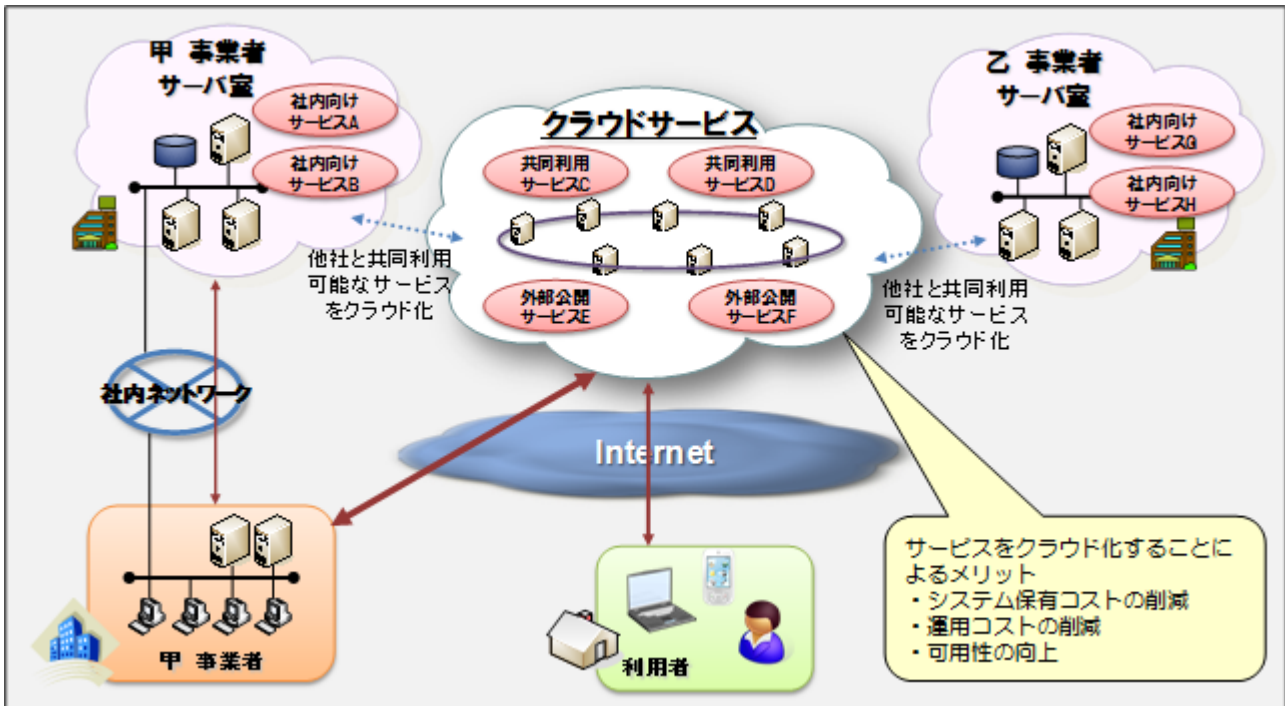 甲 事業者
サーバ室
社内向け
サービスA
社内向け
サービスB
他社と共同利用
可能なサービス
をクラウド化
クラウドサービス
共同利用
サービスC
共同利用
サービスD
外部公開
サービスE
外部公開
サービスF
乙 事業者
サーバ室
社内向け
サービスG
社内向け
サービスH
他社と共同利用
可能なサービス
をクラウド化
社内ネットワーク
Internet
甲 事業者
利用者
サービスをクラウド化することに
よるメリット
・システム保有コストの削減
・運用コストの削減
・可用性の向上